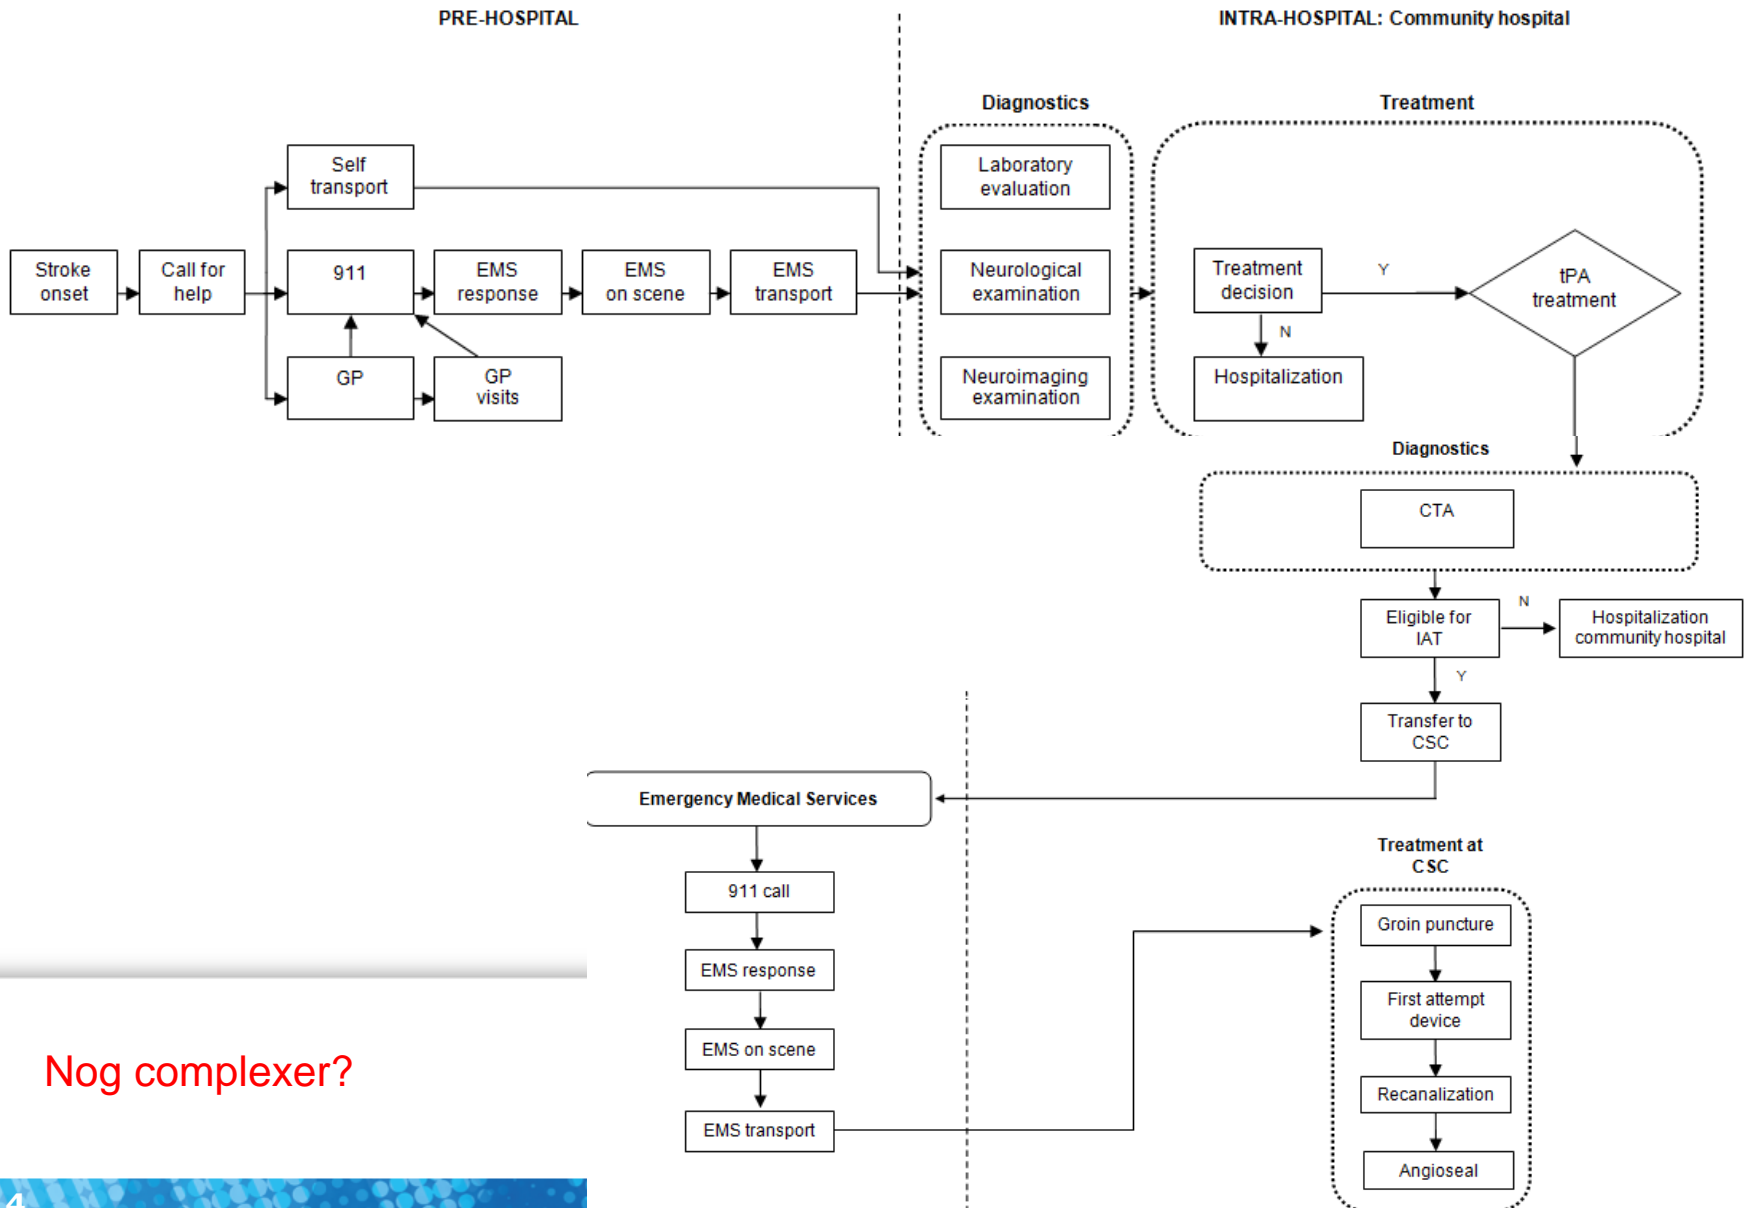 PRE-HOSPITAL
INTRA-HOSPITAL: Community hospital
Diagnostics
Treatment
Self
transport
Laboratory
evaluation
Stroke
onset
Call for
help
911
EMS
response
EMS
on scene
EMS
transport
Neurological
examination
Treatment
decision
Y
tPA
treatment
N
GP
GP
visits
Neuroimaging
examination
Hospitalization
Diagnostics
CTA
Eligible for
IAT
N
Hospitalization
community hospital
Y
Transfer to
CSC
Emergency Medical Services
911 call
EMS response
EMS on scene
EMS transport
Treatment at
CSC
Groin puncture
First attempt
device
Recanalization
Angioseal
Nog complexer?
4